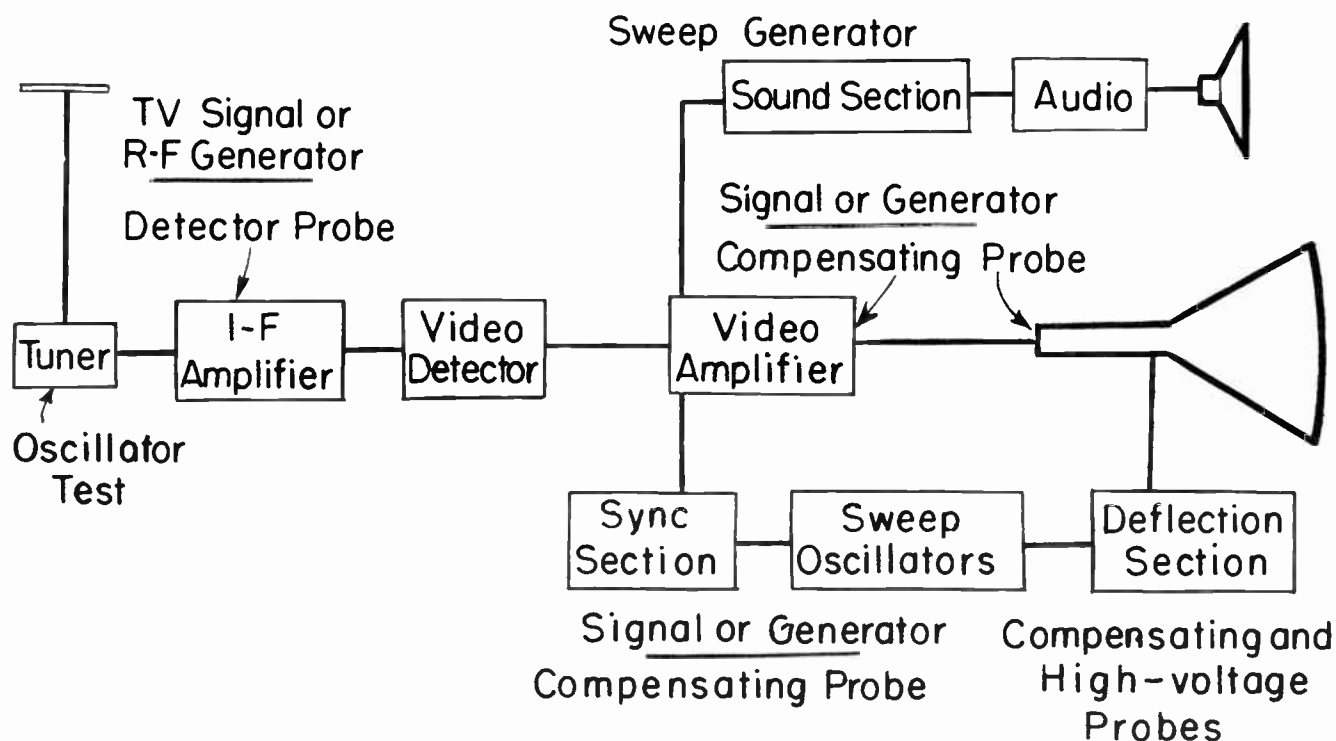 Sweep Generator
Sound Section
Audio
TV Signal or
R-F Generator
Detector Probe
Signal or Generator
Compensating Probe
Tuner
I-F
Amplifier
Video
Detector
Video
Amplifier
Oscillator
Test
Sync
Section
Sweep
Oscillators
Deflection
Section
Signal or Generator
Compensating Probe
Compensating and
High-voltage
Probes